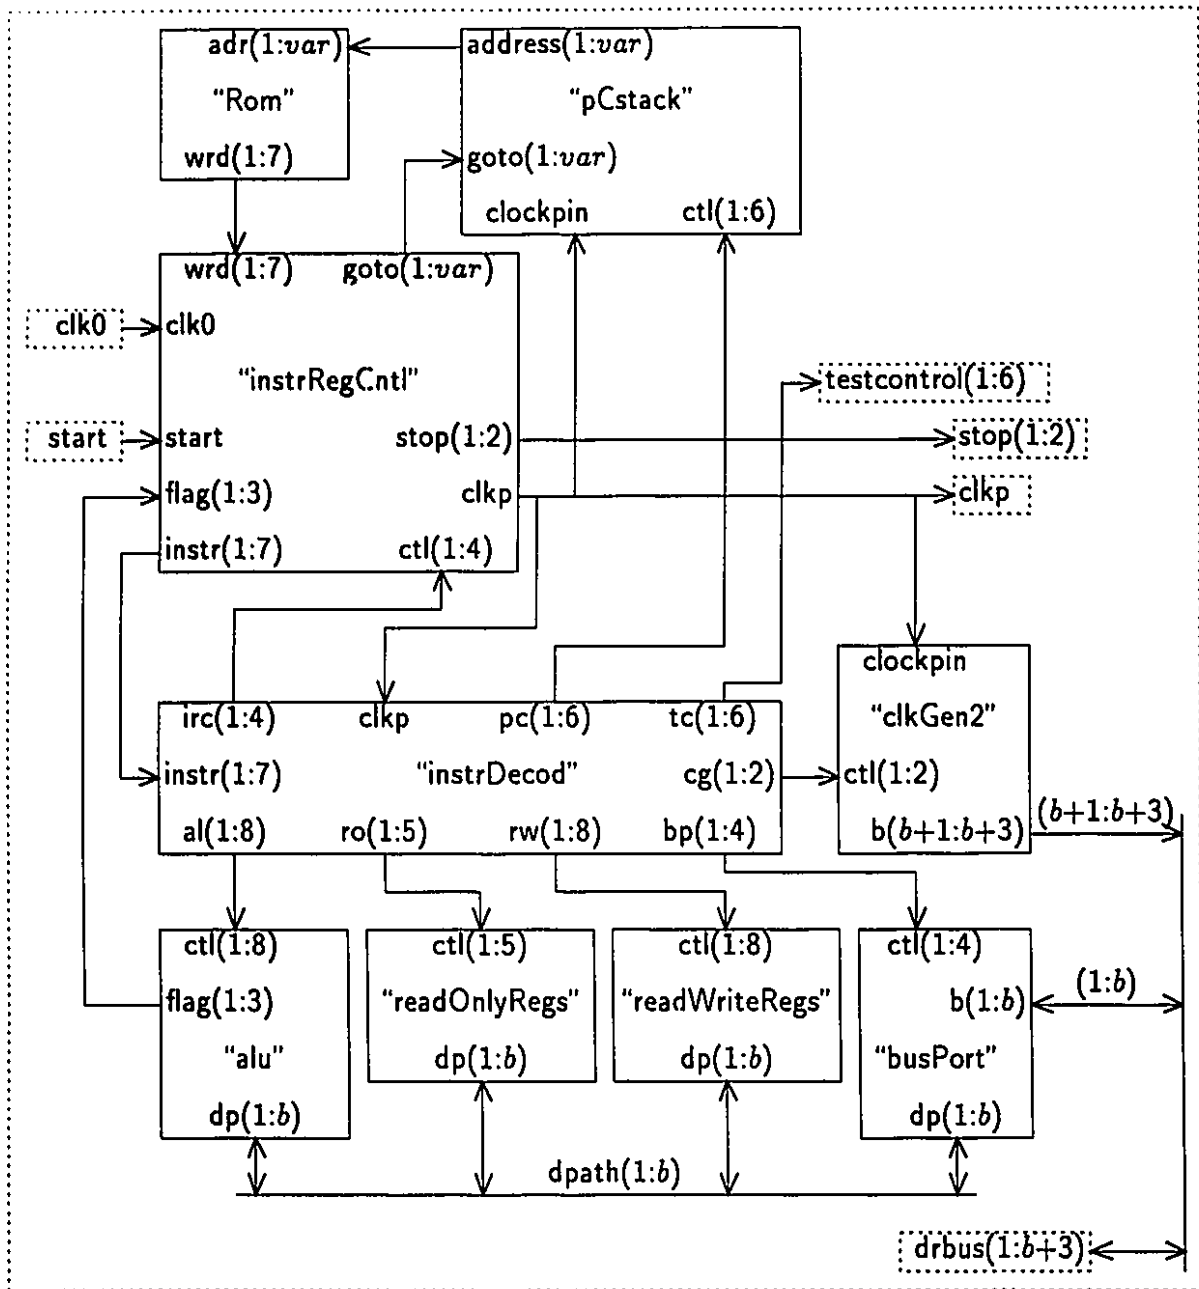 adr(1:var)
address(1:var)
“Rom”
“pCstack”
wrd(1:7)
goto(1:var)
clockpin
ctl(1:6)
wrd(1:7)
goto(1:var)
clk0
clk0
“instrRegCntl”
testcontrol(1:6)
start
start
stop(1:2)
stop(1:2)
flag(1:3)
clkp
clkp
instr(1:7)
ctl(1:4)
clockpin
irc(1:4)
clkp
pc(1:6)
tc(1:6)
“clkGen2”
instr(1:7)
“instrDecod”
cg(1:2)
ctl(1:2)
al(1:8)
ro(1:5)
rw(1:8)
bp(1:4)
b(b+1:b+3)
(b+1:b+3)
ctl(1:8)
ctl(1:5)
ctl(1:8)
ctl(1:4)
flag(1:3)
“readOnlyRegs”
“readWriteRegs”
b(1:b)
(1:b)
“alu”
dp(1:b)
dp(1:b)
“busPort”
dp(1:b)
dp(1:b)
dpath(1:b)
drbus(1:b+3)